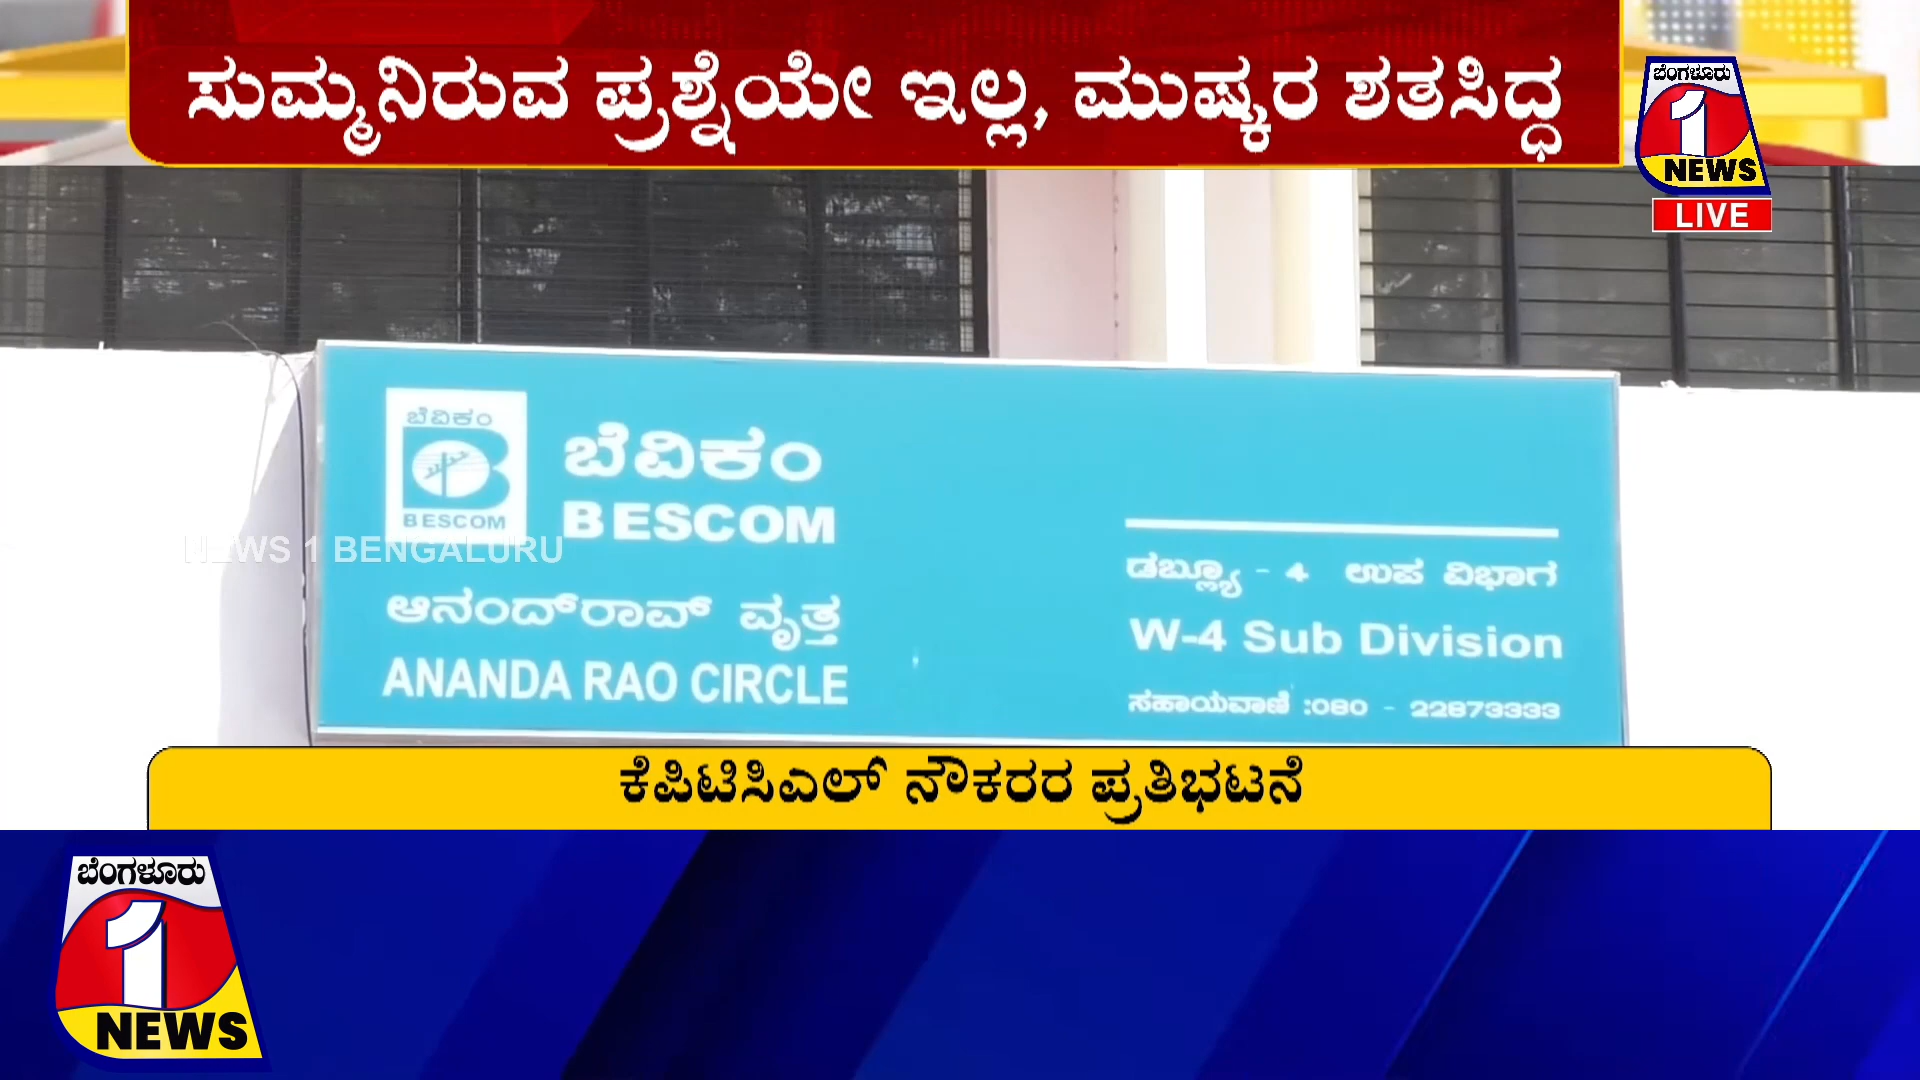 ಸುಮ್ಮನಿರುವ ಪ್ರಶ್ನೆಯೇ ಇಲ್ಲ, ಮುಷ್ಕರ ಶತಸಿದ್ಧ
ಬೆಂಗಳೂರು
1
NEWS
LIVE
ಬೆವಿಕಂ
BESCOM
ಬೆವಿಕಂ
BESCOM
NEWS 1 BENGALURU
ಆನಂದ್‌ರಾವ್ ವೃತ್ತ
ANANDA RAO CIRCLE
ಡಬ್ಲ್ಯೂ - 4 ಉಪ ವಿಭಾಗ
W-4 Sub Division
ಸಹಾಯವಾಣಿ :080 - 22873333
ಕೆಪಿಟಿಸಿಎಲ್ ನೌಕರರ ಪ್ರತಿಭಟನೆ
ಬೆಂಗಳೂರು
1
NEWS